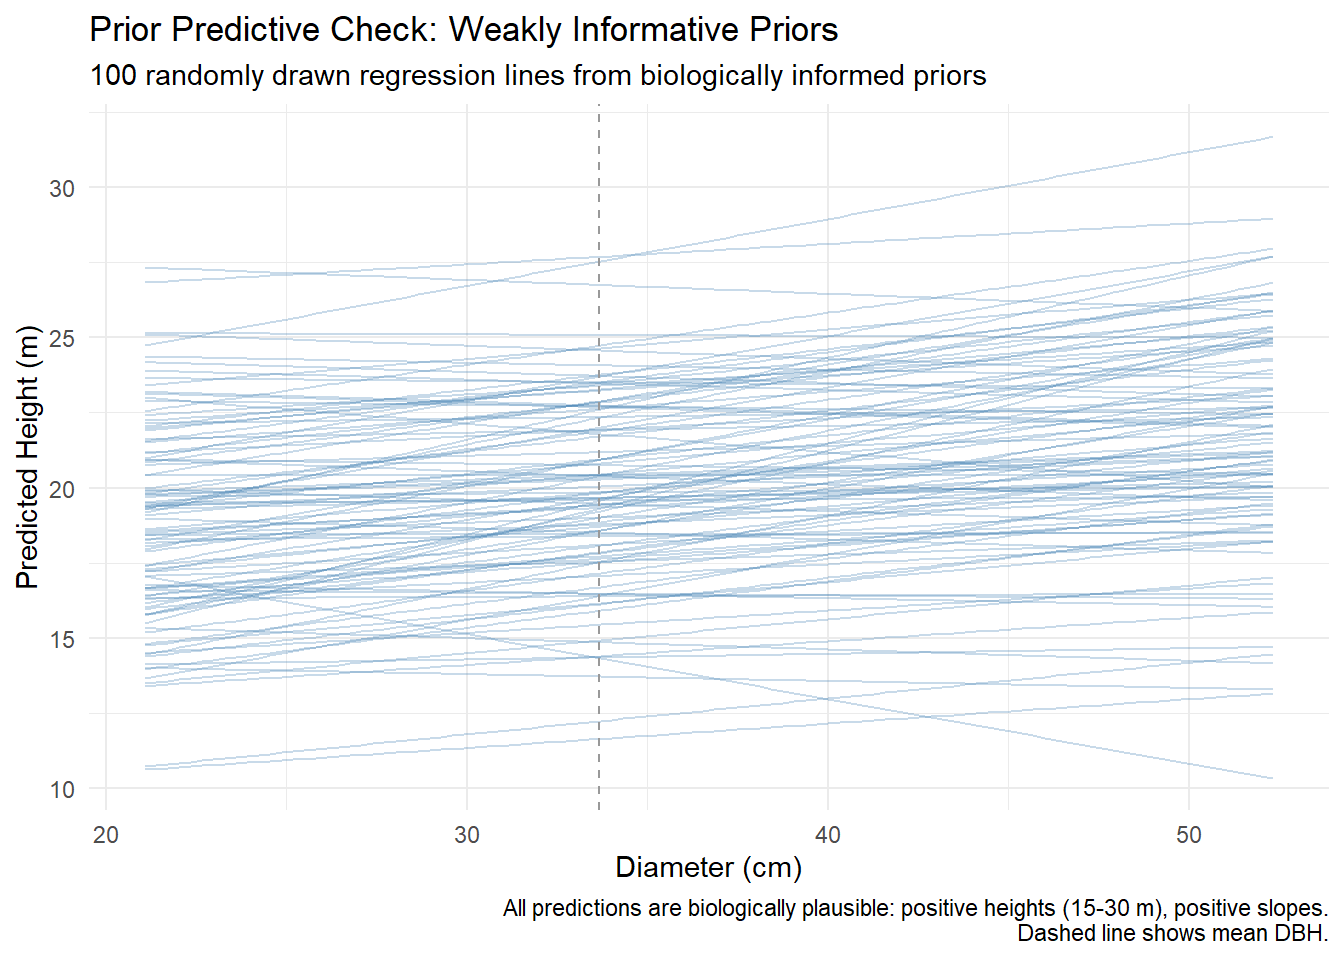 Prior Predictive Check: Weakly Informative Priors
100 randomly drawn regression lines from biologically informed priors
30
25
20
15
10
Predicted Height (m)
20 30 40 50
Diameter (cm)
All predictions are biologically plausible: positive heights (15-30 m), positive slopes.
Dashed line shows mean DBH.